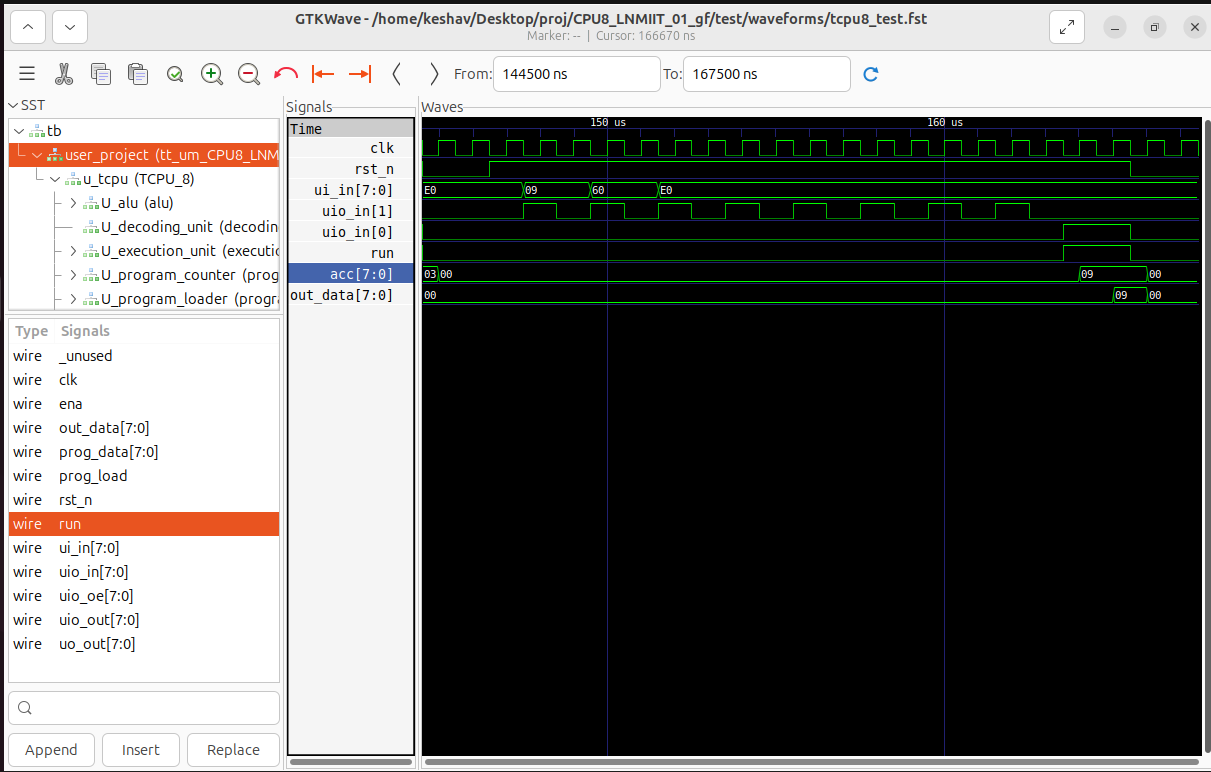 GTKWave - /home/keshav/Desktop/proj/CPU8_LNMIIT_01_gf/test/waveforms/tcpu8_test.fst
Marker: -- | Cursor: 166670 ns
From: 144500 ns To: 167500 ns
SST
tb
user_project (tt_um_CPU8_LNM
u_tcpu (TCPU_8)
U_alu (alu)
U_decoding_unit (decodin
U_execution_unit (executio
U_program_counter (prog
U_program_loader (progra
Type Signals
wire _unused
wire clk
wire ena
wire out_data[7:0]
wire prog_data[7:0]
wire prog_load
wire rst_n
wire run
wire ui_in[7:0]
wire uio_in[7:0]
wire uio_oe[7:0]
wire uio_out[7:0]
wire uo_out[7:0]
Append Insert Replace
Signals
Time
clk
rst_n
ui_in[7:0]
uio_in[1]
uio_in[0]
run
acc[7:0]
out_data[7:0]
Waves
150 us 160 us
E0 09 60 E0
03 00 09 00
00 09 00